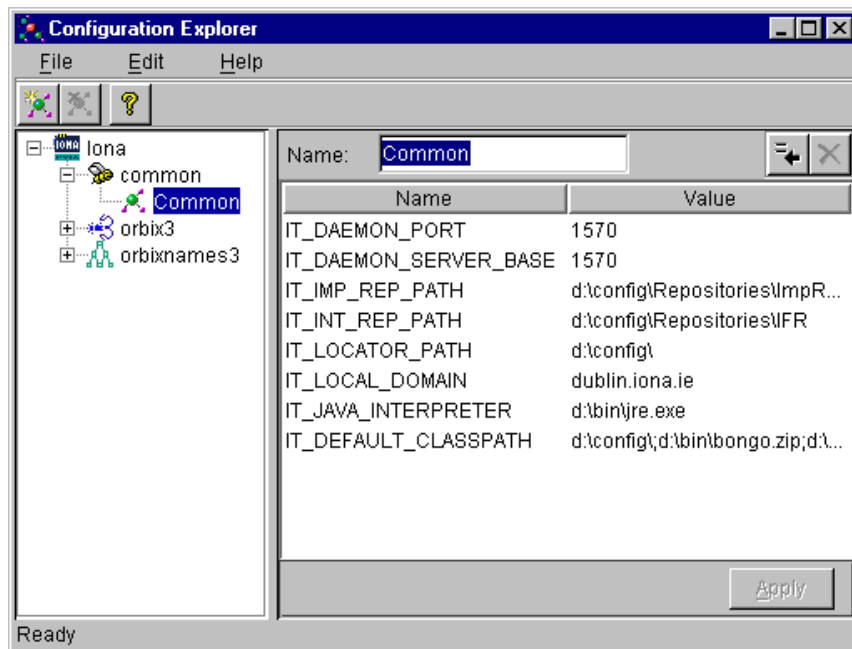 Configuration Explorer
File Edit Help
IONA
Iona
common
Common
orbix3
orbixnames3
Name: Common
Name Value
IT_DAEMON_PORT 1570
IT_DAEMON_SERVER_BASE 1570
IT_IMP_REP_PATH d:\config\Repositories\ImpR...
IT_INT_REP_PATH d:\config\Repositories\IFR
IT_LOCATOR_PATH d:\config\
IT_LOCAL_DOMAIN dublin.iona.ie
IT_JAVA_INTERPRETER d:\bin\jre.exe
IT_DEFAULT_CLASSPATH d:\config\;d:\bin\bongo.zip;d:\...
Apply
Ready